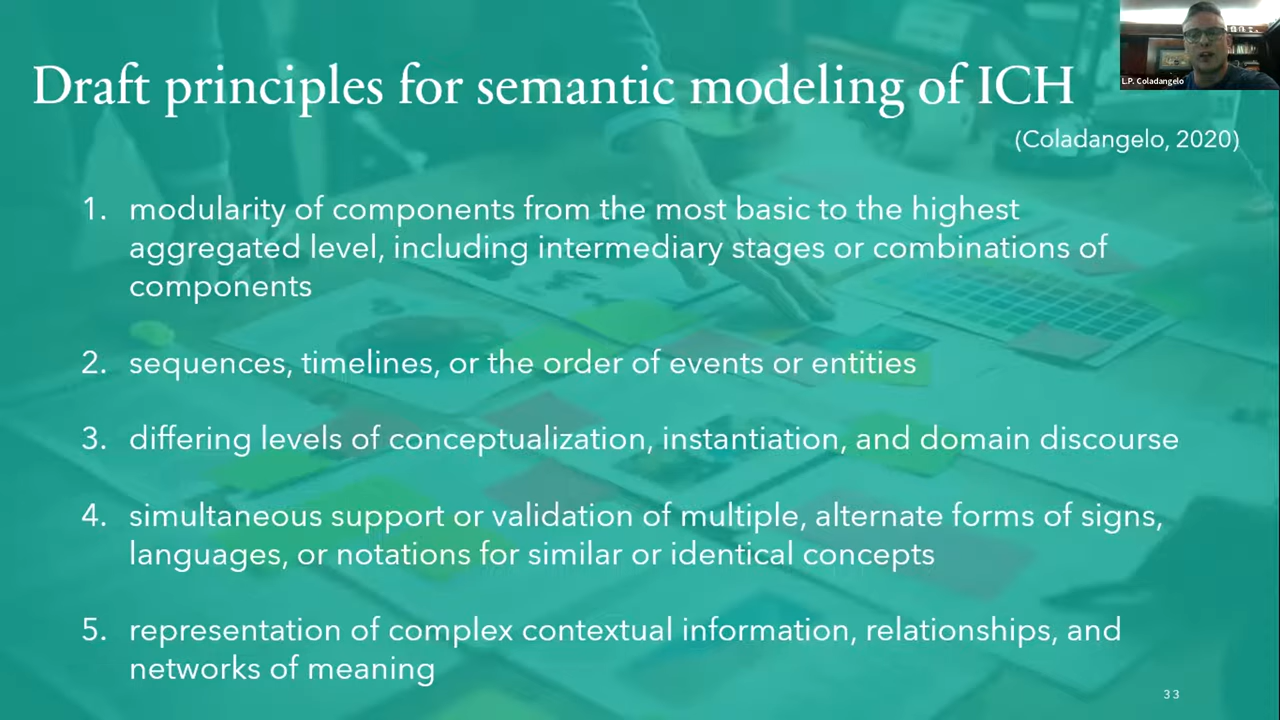 L.P. Coladangelo
Draft principles for semantic modeling of ICH
(Coladangelo, 2020)
1. modularity of components from the most basic to the highest
aggregated level, including intermediary stages or combinations of
components
2. sequences, timelines, or the order of events or entities
3. differing levels of conceptualization, instantiation, and domain discourse
4. simultaneous support or validation of multiple, alternate forms of signs,
languages, or notations for similar or identical concepts
5. representation of complex contextual information, relationships, and
networks of meaning
33